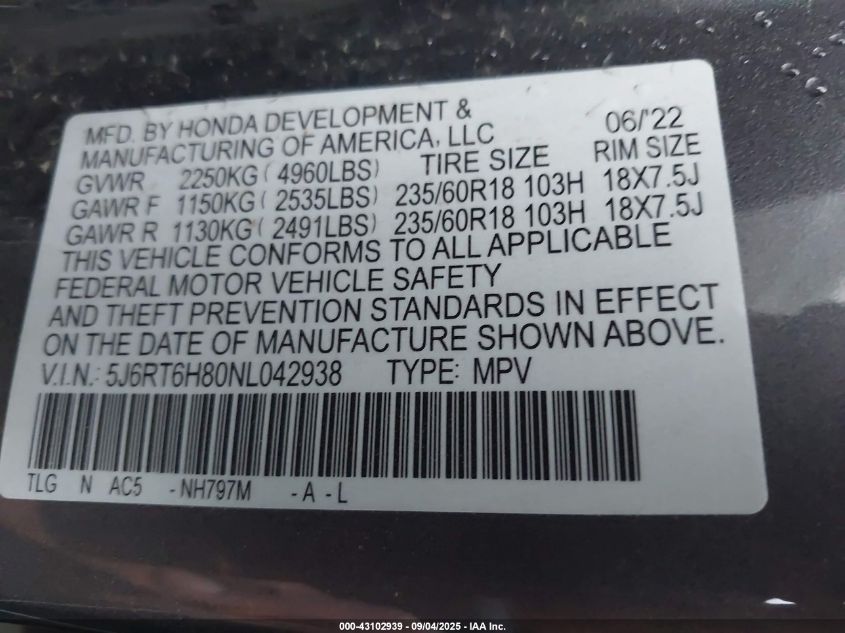 MFD. BY HONDA DEVELOPMENT & 06/'22
MANUFACTURING OF AMERICA, LLC
TIRE SIZE RIM SIZE
GVWR 2250KG ( 4960LBS)
GAWR F 1150KG ( 2535LBS) 235/60R18 103H 18X7.5J
GAWR R 1130KG ( 2491LBS) 235/60R18 103H 18X7.5J
THIS VEHICLE CONFORMS TO ALL APPLICABLE
FEDERAL MOTOR VEHICLE SAFETY
AND THEFT PREVENTION STANDARDS IN EFFECT
ON THE DATE OF MANUFACTURE SHOWN ABOVE.
V.I.N.: 5J6RT6H80NL042938 TYPE: MPV
TLG N AC5 -NH797M -A -L
000-43102939 - 09/04/2025 - IAA Inc.